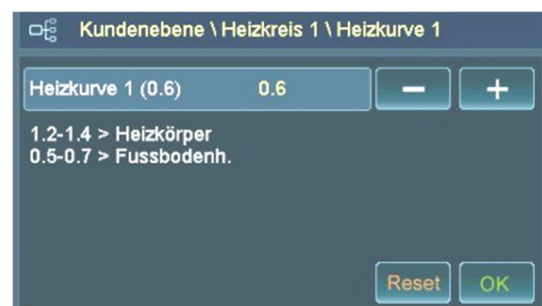 Kundenebene \ Heizkreis 1 \ Heizkurve 1
Heizkurve 1 (0.6) 0.6 − +
1.2-1.4 > Heizkörper
0.5-0.7 > Fussbodenh.
Reset OK